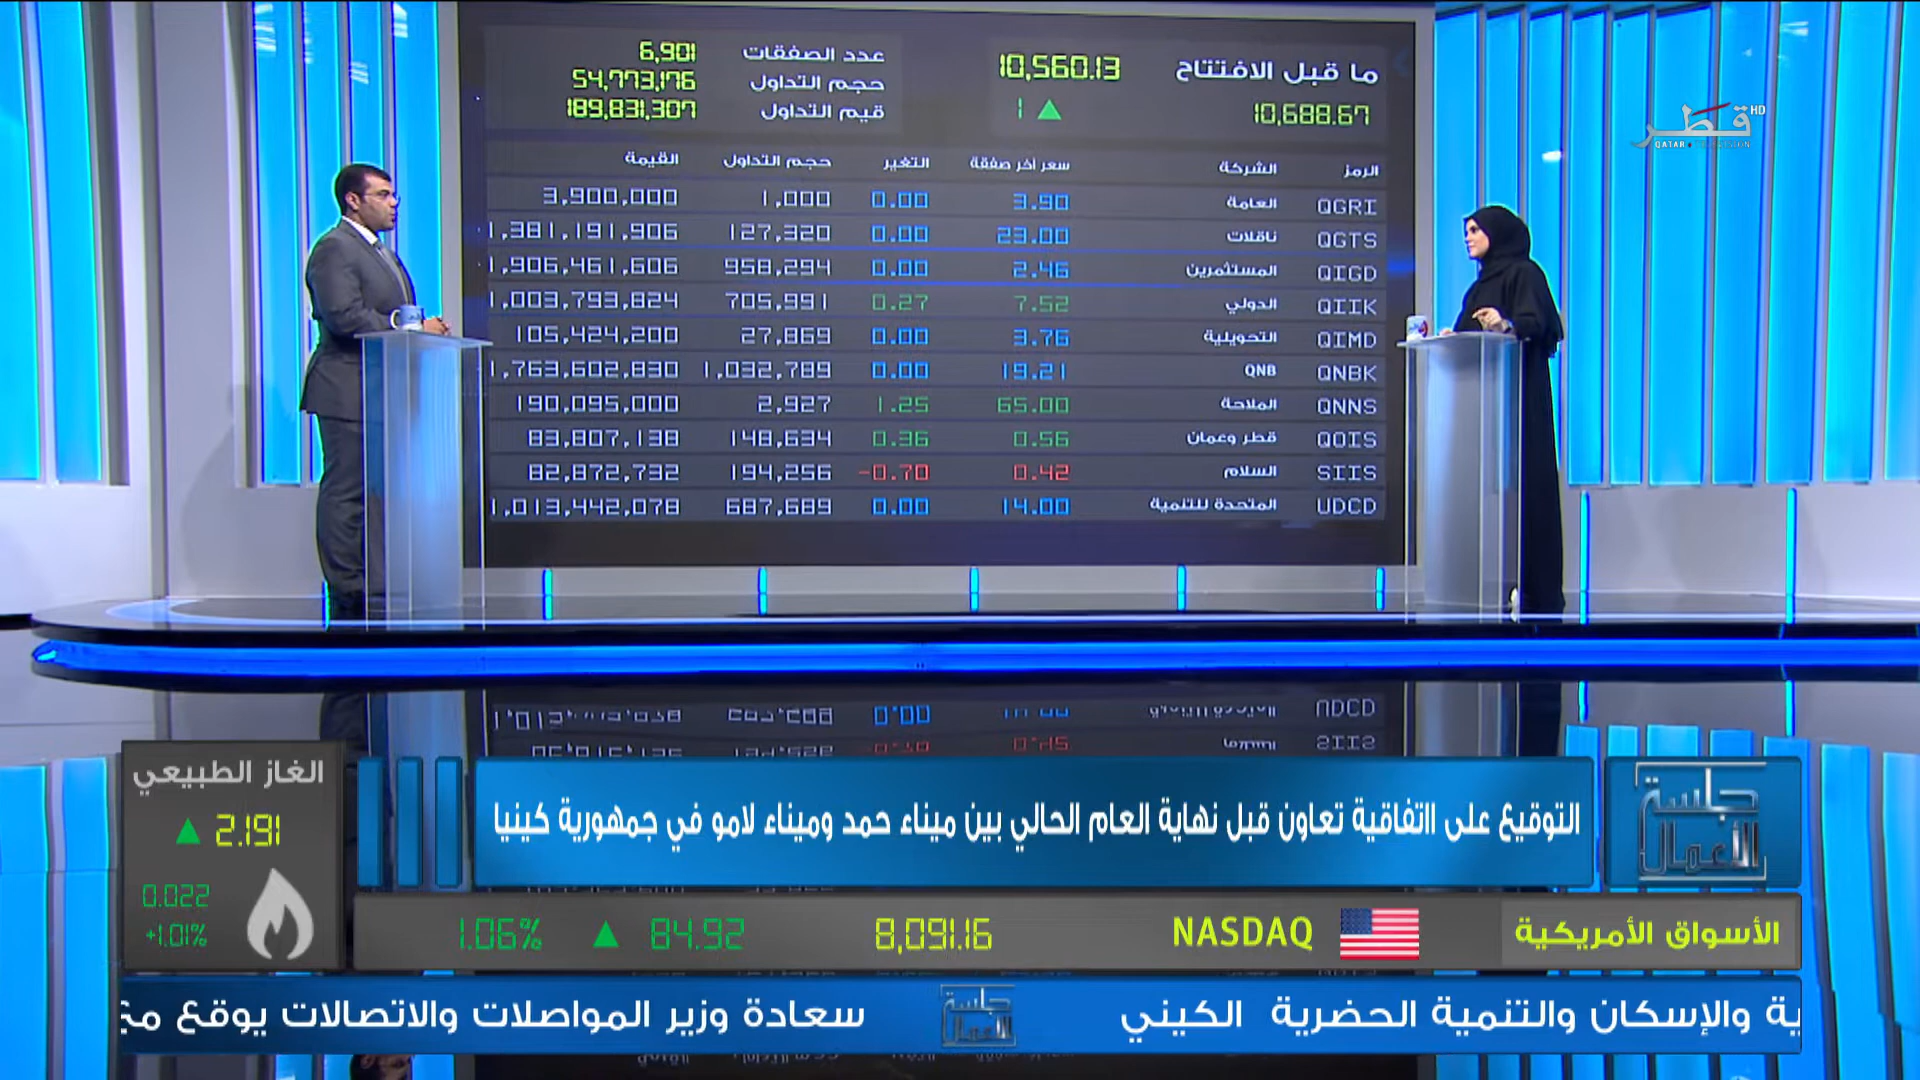 ما قبل الافتتاح 10,560.13
10,688.67 1
عدد الصفقات 6,901
حجم التداول 54,773,176
قيم التداول 189,831,307
قطر HD
QATAR TELEVISION
الرمز الشركة سعر آخر صفقة التغير حجم التداول القيمة
QGRI العامة 3.90 0.00 1,000 3,900,000
QGTS ناقلات 23.00 0.00 127,320 1,381,191,906
QIGD المستثمرين 2.46 0.00 958,294 1,906,461,606
QIIK الدولي 7.52 0.27 705,991 1,003,793,824
QIMD التحويلية 3.76 0.00 27,869 105,424,200
QNBK QNB 19.21 0.00 1,032,789 1,763,602,830
QNNS الملاحة 65.00 1.25 2,927 190,095,000
QOIS قطر وعمان 0.56 0.36 148,634 83,807,138
SIIS السلام 0.42 -0.70 194,256 82,872,732
UDCD المتحدة للتنمية 14.00 0.00 687,689 1,013,442,078
جلسة الأعمال
التوقيع على ااتفاقية تعاون قبل نهاية العام الحالي بين ميناء حمد وميناء لامو في جمهورية كينيا
الغاز الطبيعي
2.191
0.022
+1.01%
الأسواق الأمريكية NASDAQ 8,091.16 84.92 1.06%
ية والإسكان والتنمية الحضرية الكيني جلسة الأعمال سعادة وزير المواصلات والاتصالات يوقع مع